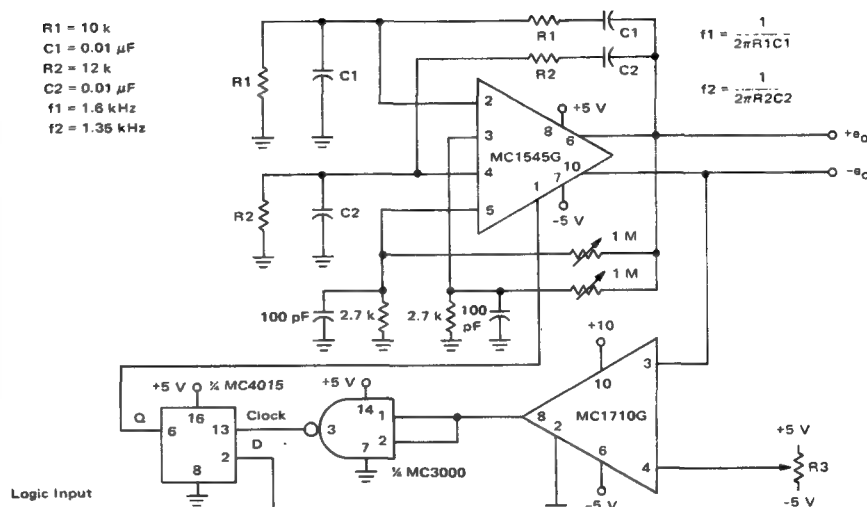 R1 = 10 k
C1 = 0.01 µF
R2 = 12 k
C2 = 0.01 µF
f1 = 1.6 kHz
f2 = 1.35 kHz
R1
C1
R2
C2
f1 = 1 / 2πR1C1
f2 = 1 / 2πR2C2
R1
C1
R2
C2
2
3
4
5
1
+5 V
8
6
MC1545G
10
7
-5 V
+eo
-eo
1 M
1 M
100 pF
2.7 k
2.7 k
100 pF
+10
10
3
MC1710G
8
2
6
4
-5 V
+5 V
R3
-5 V
+5 V
¼ MC4015
Q
6
16
13
2
8
Clock
D
+5 V
14
3
1
2
7
¼ MC3000
Logic Input